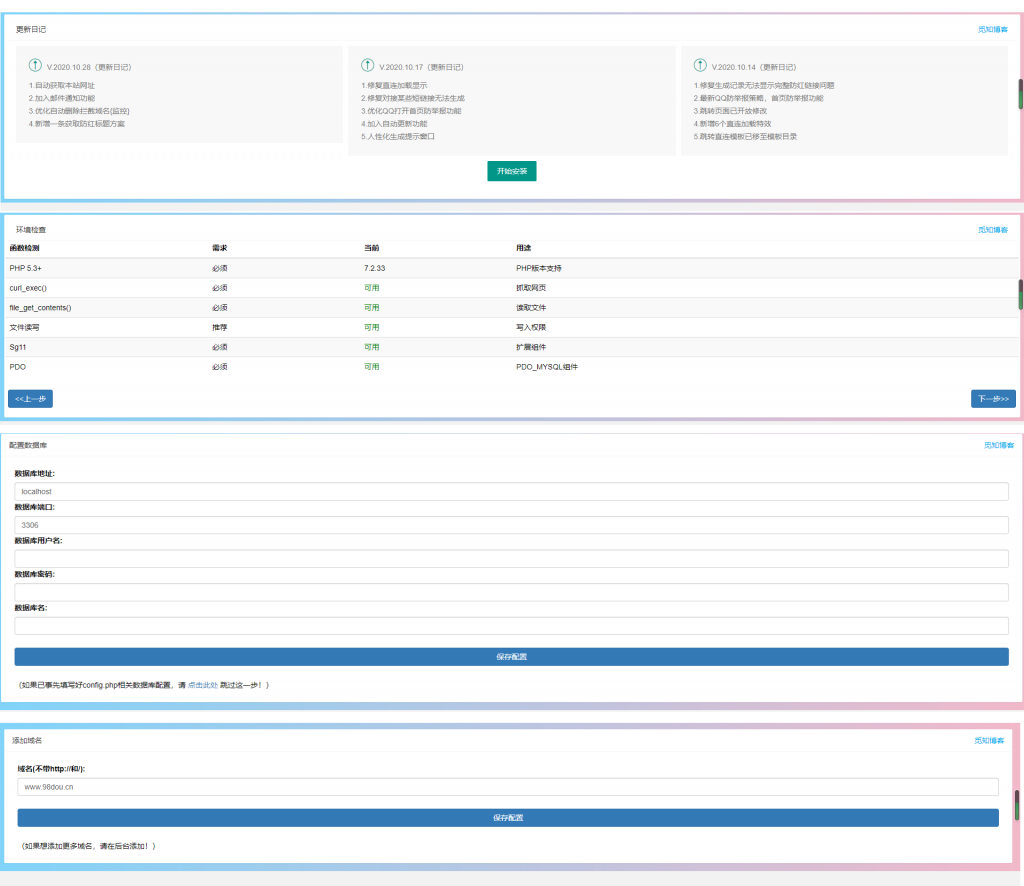 更新日记
觅知博客
V.2020.10.28（更新日记）
1.自动获取本站网址
2.加入邮件通知功能
3.优化自动删除拦截域名(监控)
4.新增一条获取防红标题方案
V.2020.10.17（更新日记）
1.修复直连加载显示
2.修复对接某些短链接无法生成
3.优化QQ打开首页防举报功能
4.加入自动更新功能
5.人性化生成提示窗口
V.2020.10.14（更新日记）
1.修复生成记录无法显示完整防红链接问题
2.最新QQ防举报策略，首页防举报功能
3.跳转页面已开放修改
4.新增6个直连加载特效
5.跳转直连模板已移至模板目录
开始安装
环境检查
觅知博客
函数检测 需求 当前 用途
PHP 5.3+ 必须 7.2.33 PHP版本支持
curl_exec() 必须 可用 抓取网页
file_get_contents() 必须 可用 读取文件
文件读写 推荐 可用 写入权限
Sg11 必须 可用 扩展组件
PDO 必须 可用 PDO_MYSQL组件
<<上一步
下一步>>
配置数据库
觅知博客
数据库地址:
localhost
数据库端口:
3306
数据库用户名:
数据库密码:
数据库名:
保存配置
（如果已事先填写好config.php相关数据库配置，请 点击此处 跳过这一步！）
添加域名
觅知博客
域名(不带http://和/):
www.98dou.cn
保存配置
（如果想添加更多域名，请在后台添加！）